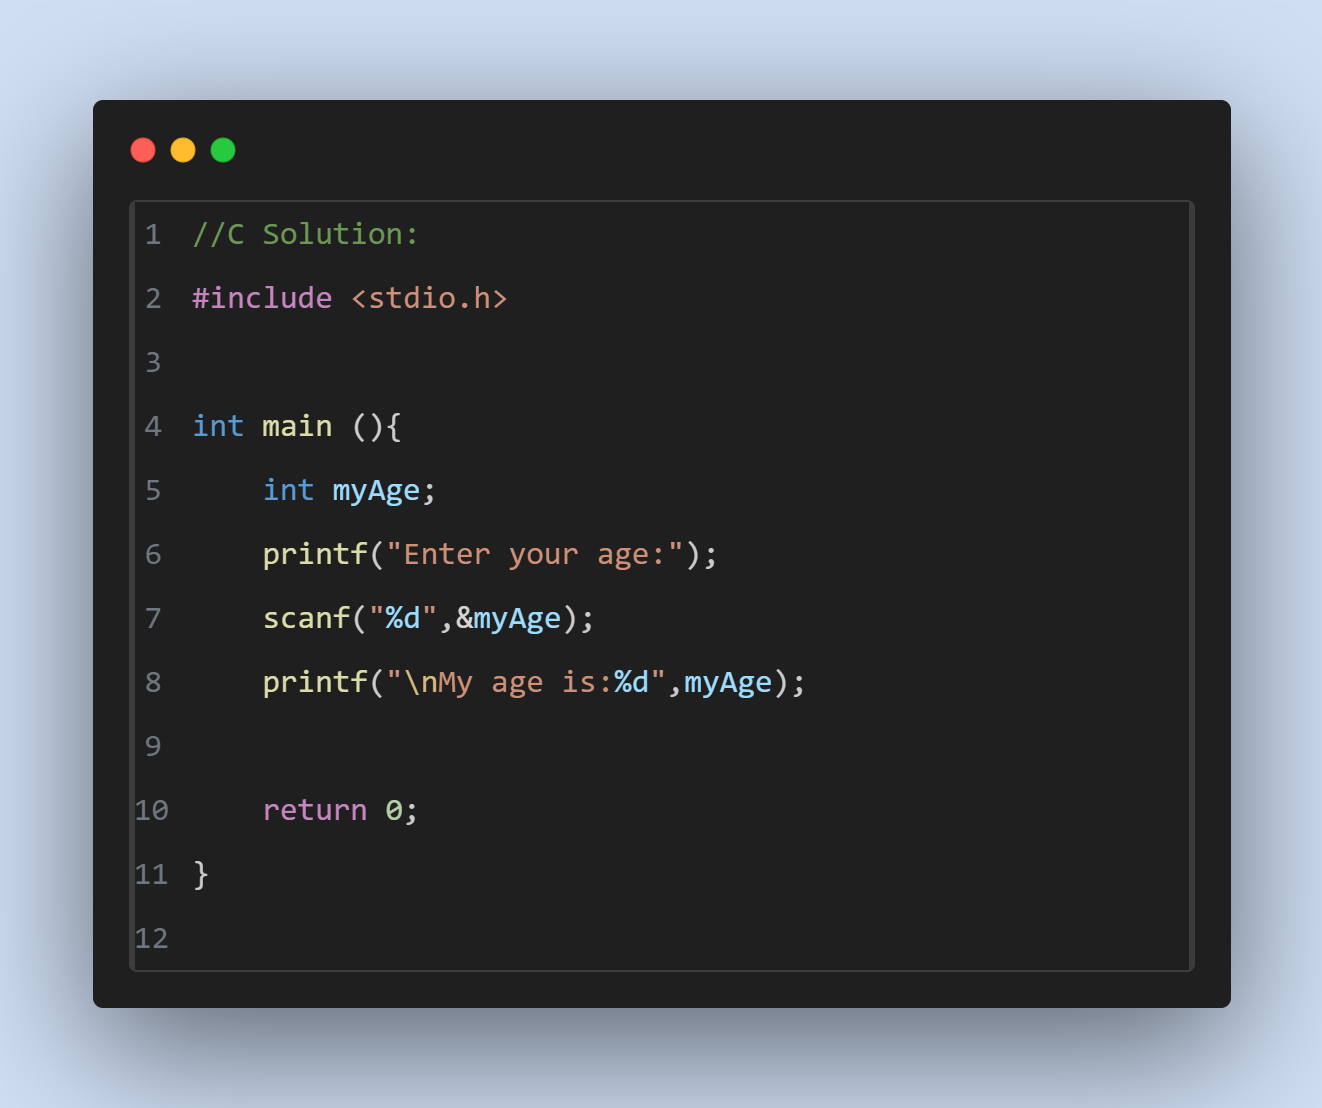 1 //C Solution:
2 #include <stdio.h>
3
4 int main (){
5     int myAge;
6     printf("Enter your age:");
7     scanf("%d",&myAge);
8     printf("\nMy age is:%d",myAge);
9
10     return 0;
11 }
12